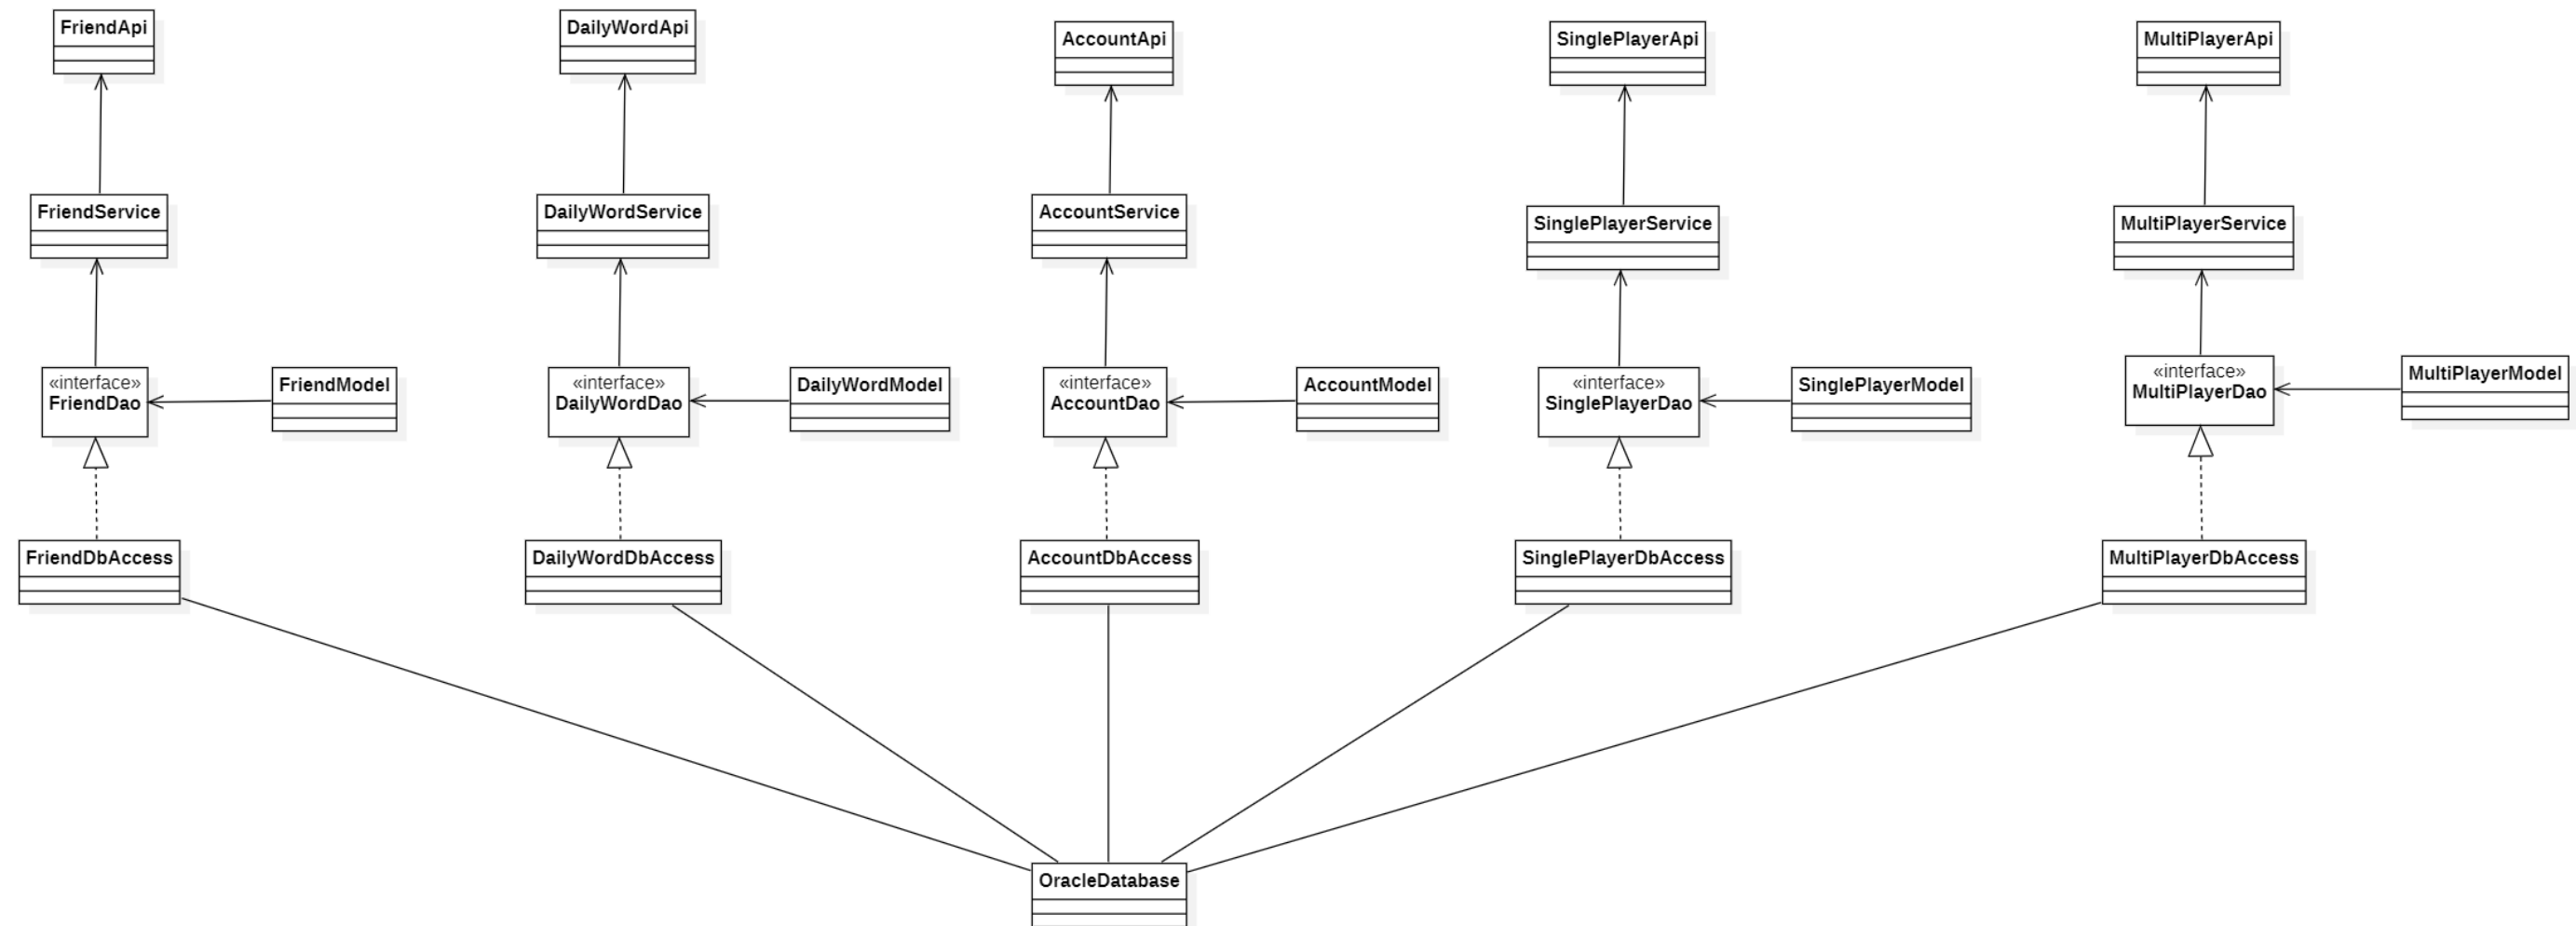 FriendApi
DailyWordApi
AccountApi
SinglePlayerApi
MultiPlayerApi
FriendService
DailyWordService
AccountService
SinglePlayerService
MultiPlayerService
«interface»
FriendDao
FriendModel
«interface»
DailyWordDao
DailyWordModel
«interface»
AccountDao
AccountModel
«interface»
SinglePlayerDao
SinglePlayerModel
«interface»
MultiPlayerDao
MultiPlayerModel
FriendDbAccess
DailyWordDbAccess
AccountDbAccess
SinglePlayerDbAccess
MultiPlayerDbAccess
OracleDatabase